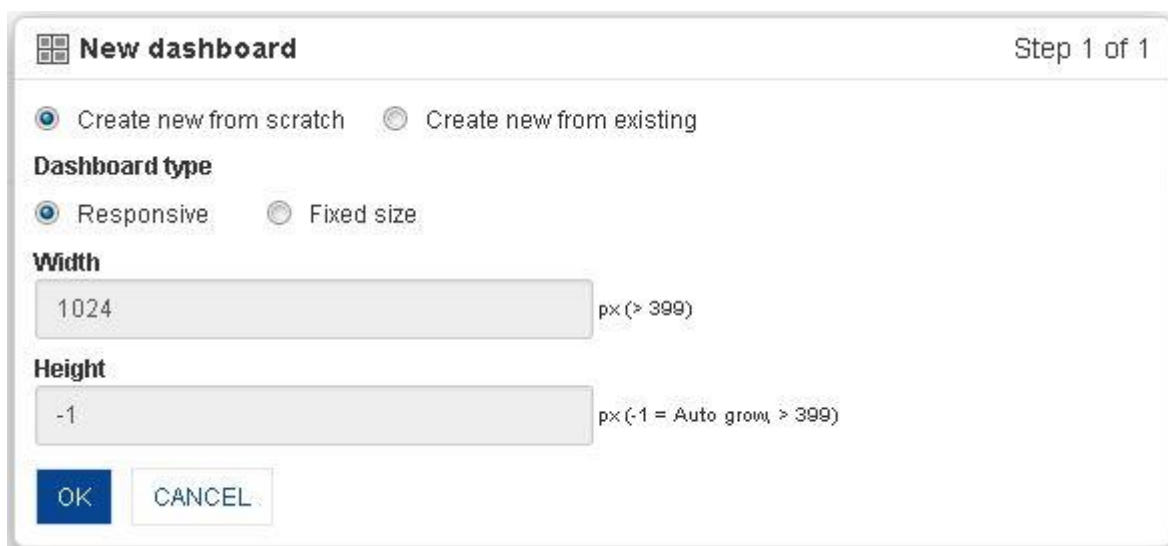 New dashboard Step 1 of 1
Create new from scratch Create new from existing
Dashboard type
Responsive Fixed size
Width
1024 px (> 399)
Height
-1 px (-1 = Auto grow, > 399)
OK CANCEL